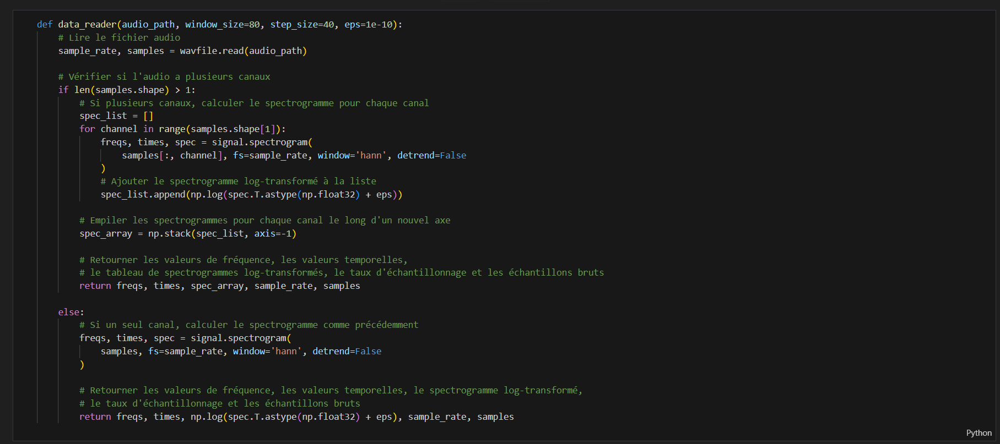 def data_reader(audio_path, window_size=80, step_size=40, eps=1e-10):
    # Lire le fichier audio
    sample_rate, samples = wavfile.read(audio_path)

    # Vérifier si l'audio a plusieurs canaux
    if len(samples.shape) > 1:
        # Si plusieurs canaux, calculer le spectrogramme pour chaque canal
        spec_list = []
        for channel in range(samples.shape[1]):
            freqs, times, spec = signal.spectrogram(
                samples[:, channel], fs=sample_rate, window='hann', detrend=False
            )
            # Ajouter le spectrogramme log-transformé à la liste
            spec_list.append(np.log(spec.T.astype(np.float32) + eps))

        # Empiler les spectrogrammes pour chaque canal le long d'un nouvel axe
        spec_array = np.stack(spec_list, axis=-1)

        # Retourner les valeurs de fréquence, les valeurs temporelles,
        # le tableau de spectrogrammes log-transformés, le taux d'échantillonnage et les échantillons bruts
        return freqs, times, spec_array, sample_rate, samples

    else:
        # Si un seul canal, calculer le spectrogramme comme précédemment
        freqs, times, spec = signal.spectrogram(
            samples, fs=sample_rate, window='hann', detrend=False
        )

        # Retourner les valeurs de fréquence, les valeurs temporelles, le spectrogramme log-transformé,
        # le taux d'échantillonnage et les échantillons bruts
        return freqs, times, np.log(spec.T.astype(np.float32) + eps), sample_rate, samples
Python